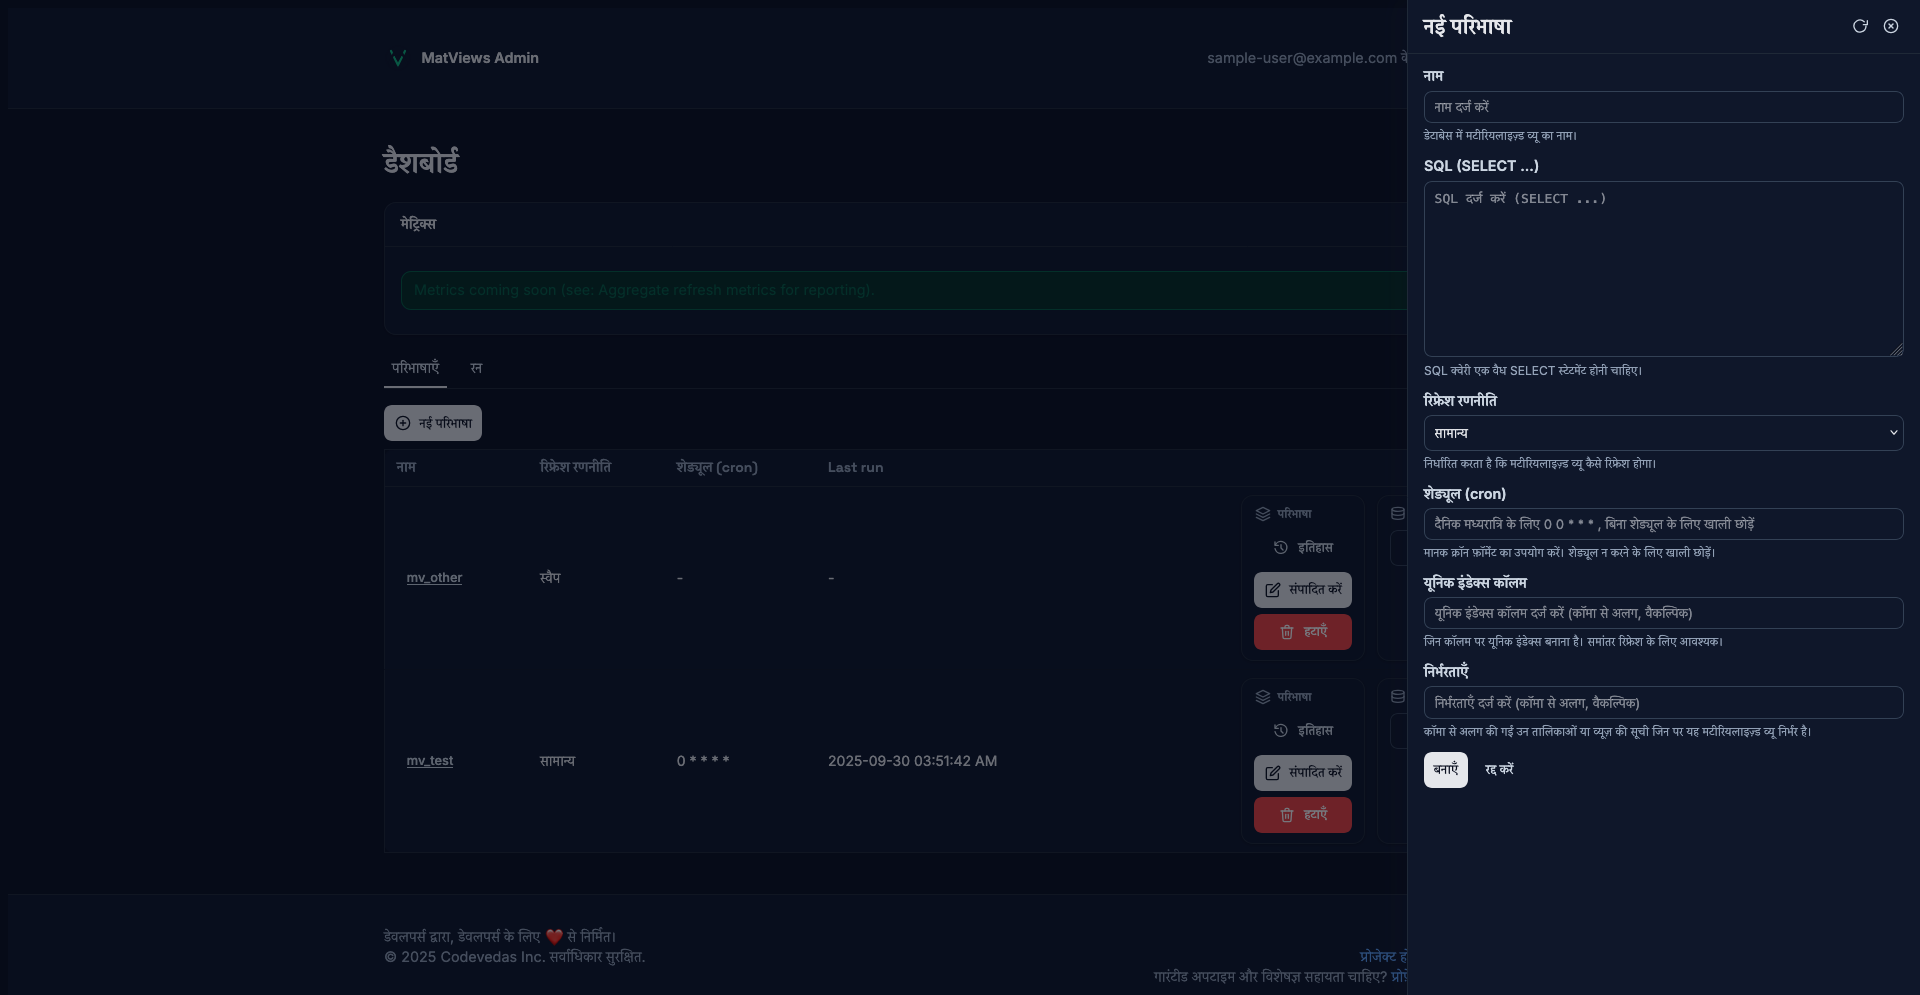 MatViews Admin
sample-user@example.com
डैशबोर्ड
मेट्रिक्स
Metrics coming soon (see: Aggregate refresh metrics for reporting).
परिभाषाएँ
रन
नई परिभाषा
नाम
रिफ्रेश रणनीति
शेड्यूल (cron)
Last run
परिभाषा
इतिहास
mv_other
स्वैप
-
-
संपादित करें
हटाएँ
परिभाषा
इतिहास
mv_test
सामान्य
0 * * * *
2025-09-30 03:51:42 AM
संपादित करें
हटाएँ
डेवलपर्स द्वारा, डेवलपर्स के लिए ❤️ से निर्मित।
© 2025 Codevedas Inc. सर्वाधिकार सुरक्षित.
प्रोजेक्ट
गारंटीड अपटाइम और विशेषज्ञ सहायता चाहिए?
नई परिभाषा
नाम
नाम दर्ज करें
डेटाबेस में मटीरियलाइज़्ड व्यू का नाम।
SQL (SELECT ...)
SQL दर्ज करें (SELECT ...)
SQL क्वेरी एक वैध SELECT स्टेटमेंट होनी चाहिए।
रिफ्रेश रणनीति
सामान्य
निर्धारित करता है कि मटीरियलाइज़्ड व्यू कैसे रिफ्रेश होगा।
शेड्यूल (cron)
दैनिक मध्यरात्रि के लिए 0 0 * * * , बिना शेड्यूल के लिए खाली छोड़ें
मानक क्रॉन फ़ॉर्मेट का उपयोग करें। शेड्यूल न करने के लिए खाली छोड़ें।
यूनिक इंडेक्स कॉलम
यूनिक इंडेक्स कॉलम दर्ज करें (कॉमा से अलग, वैकल्पिक)
जिन कॉलम पर यूनिक इंडेक्स बनाना है। समांतर रिफ्रेश के लिए आवश्यक।
निर्भरताएँ
निर्भरताएँ दर्ज करें (कॉमा से अलग, वैकल्पिक)
कॉमा से अलग की गईं उन तालिकाओं या व्यूज़ की सूची जिन पर यह मटीरियलाइज़्ड व्यू निर्भर है।
बनाएँ
रद्द करें